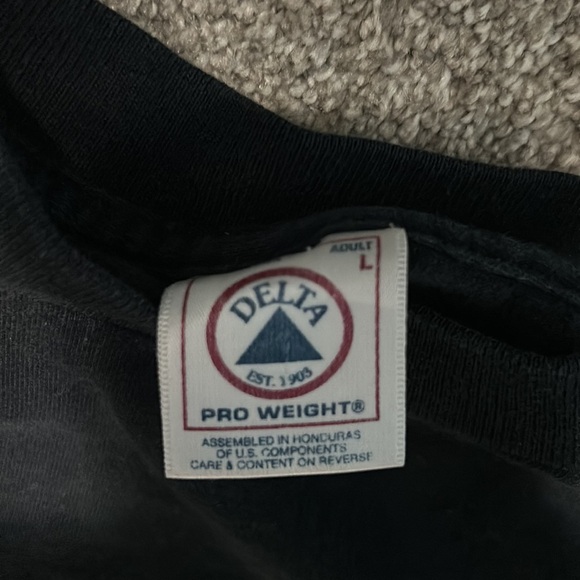 ADULT
L
DELTA
EST. 1903
PRO WEIGHT®
ASSEMBLED IN HONDURAS
OF U.S. COMPONENTS
CARE & CONTENT ON REVERSE